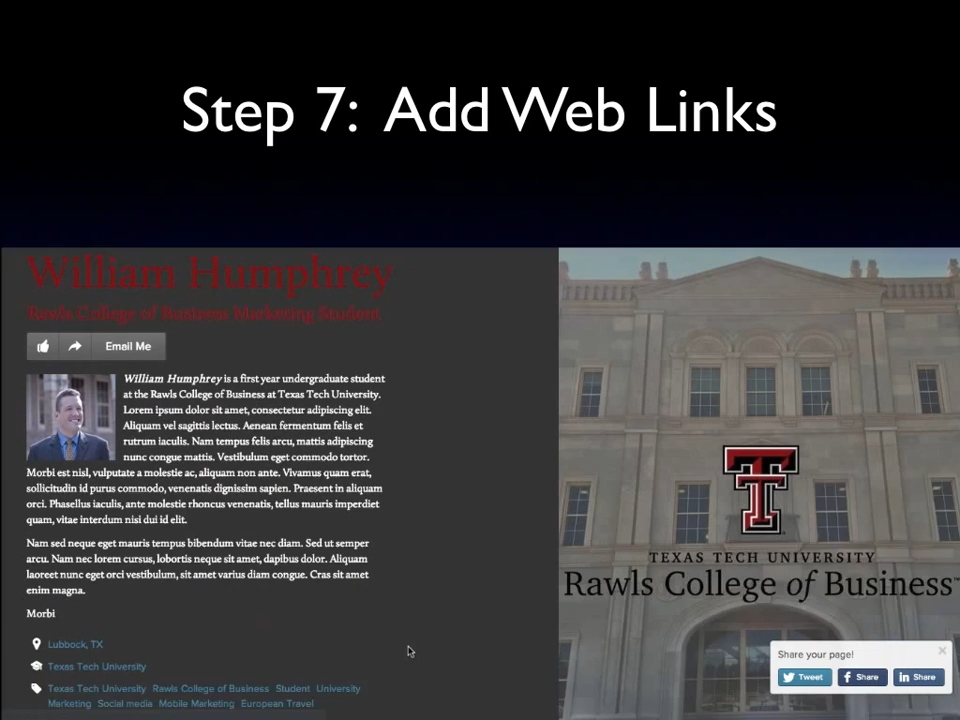 Step 7: Add Web Links
William Humphrey
Rawls College of Business Marketing Student
Email Me
William Humphrey is a first year undergraduate student
at the Rawls College of Business at Texas Tech University.
Lorem ipsum dolor sit amet, consectetur adipiscing elit.
Aliquam vel sagittis lectus. Aenean fermentum felis et
rutrum iaculis. Nam tempus felis arcu, mattis adipiscing
nunc congue mattis. Vestibulum eget commodo tortor.
Morbi est nisl, vulputate a molestie ac, aliquam non ante. Vivamus quam erat,
sollicitudin id purus commodo, venenatis dignissim sapien. Praesent in aliquam
orci. Phasellus iaculis, ante molestie rhoncus venenatis, tellus mauris imperdiet
quam, vitae interdum nisi dui id elit.
Nam sed neque eget mauris tempus bibendum vitae nec diam. Sed ut semper
arcu. Nam nec lorem cursus, lobortis neque sit amet, dapibus dolor. Aliquam
laoreet nunc eget orci vestibulum, sit amet varius diam congue. Cras sit amet
enim magna.
Morbi
Lubbock, TX
Texas Tech University
Texas Tech University Rawls College of Business Student University
Marketing Social media Mobile Marketing European Travel
T
TEXAS TECH UNIVERSITY
Rawls College of Business
Share your page!
Tweet
f Share
in Share